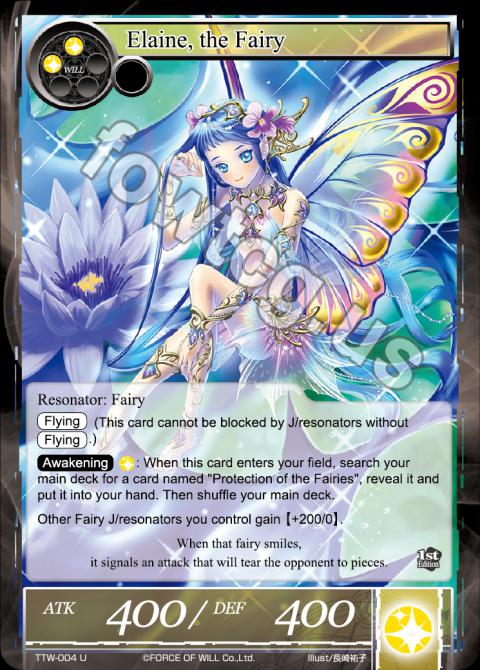 Elaine, the Fairy
WILL
fowtcg.us
Resonator: Fairy
Flying (This card cannot be blocked by J/resonators without
Flying .)
Awakening : When this card enters your field, search your
main deck for a card named "Protection of the Fairies", reveal it and
put it into your hand. Then shuffle your main deck.
Other Fairy J/resonators you control gain 【+200/0】.
When that fairy smiles,
it signals an attack that will tear the opponent to pieces.
1st
Edition
ATK 400 / DEF 400
TTW-004 U ©FORCE OF WILL Co.,Ltd. Illust/長崎祐子